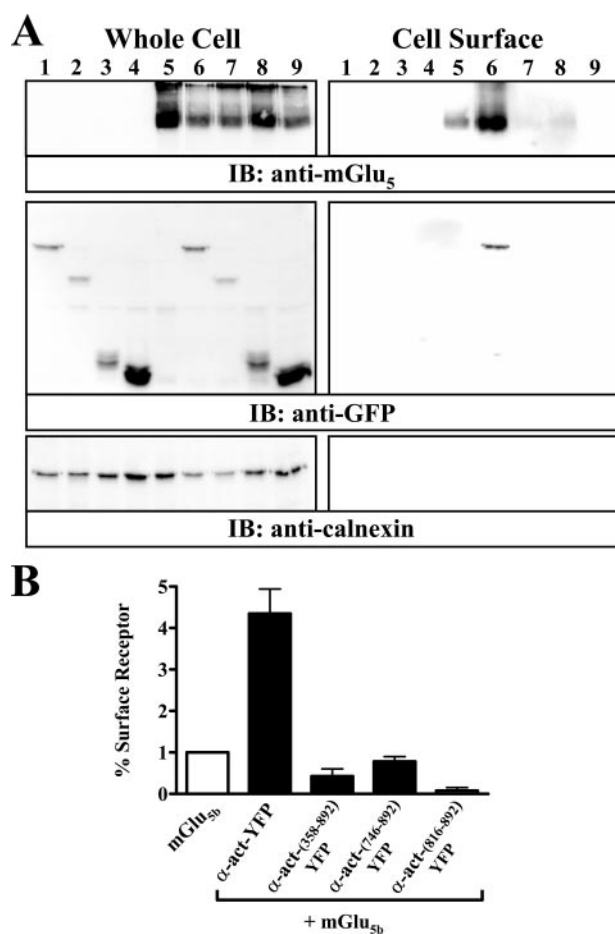 A
Whole Cell
Cell Surface
1 2 3 4 5 6 7 8 9
1 2 3 4 5 6 7 8 9
IB: anti-mGlu₅
IB: anti-GFP
IB: anti-calnexin
B
% Surface Receptor
5
4
3
2
1
0
mGlu₅b
α-act-YFP
α-act-(358-892)
YFP
α-act-(746-892)
YFP
α-act-(816-892)
YFP
+ mGlu₅b